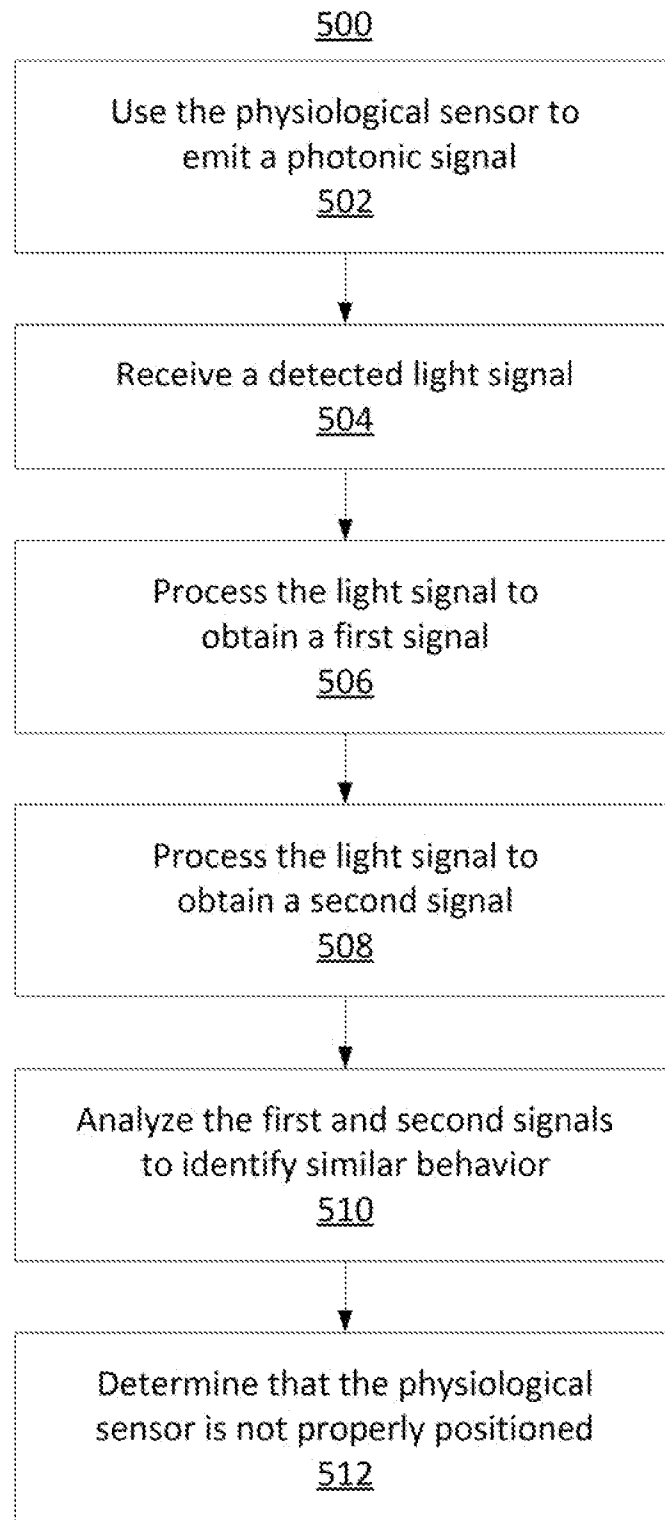 500
Use the physiological sensor to
emit a photonic signal
502
Receive a detected light signal
504
Process the light signal to
obtain a first signal
506
Process the light signal to
obtain a second signal
508
Analyze the first and second signals
to identify similar behavior
510
Determine that the physiological
sensor is not properly positioned
512